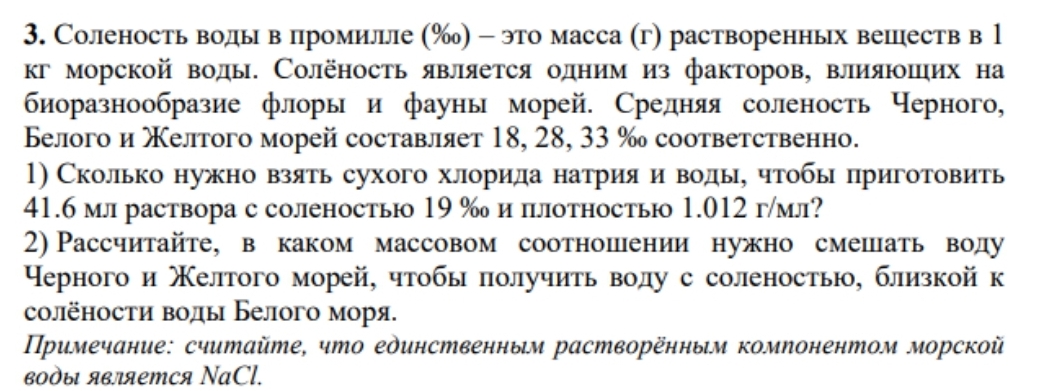 3. Соленость воды в промилле (‰) – это масса (г) растворенных веществ в 1
кг морской воды. Солёность является одним из факторов, влияющих на
биоразнообразие флоры и фауны морей. Средняя соленость Черного,
Белого и Желтого морей составляет 18, 28, 33 ‰ соответственно.
1) Сколько нужно взять сухого хлорида натрия и воды, чтобы приготовить
41.6 мл раствора с соленостью 19 ‰ и плотностью 1.012 г/мл?
2) Рассчитайте, в каком массовом соотношении нужно смешать воду
Черного и Желтого морей, чтобы получить воду с соленостью, близкой к
солёности воды Белого моря.
Примечание: считайте, что единственным растворённым компонентом морской
воды является NaCl.